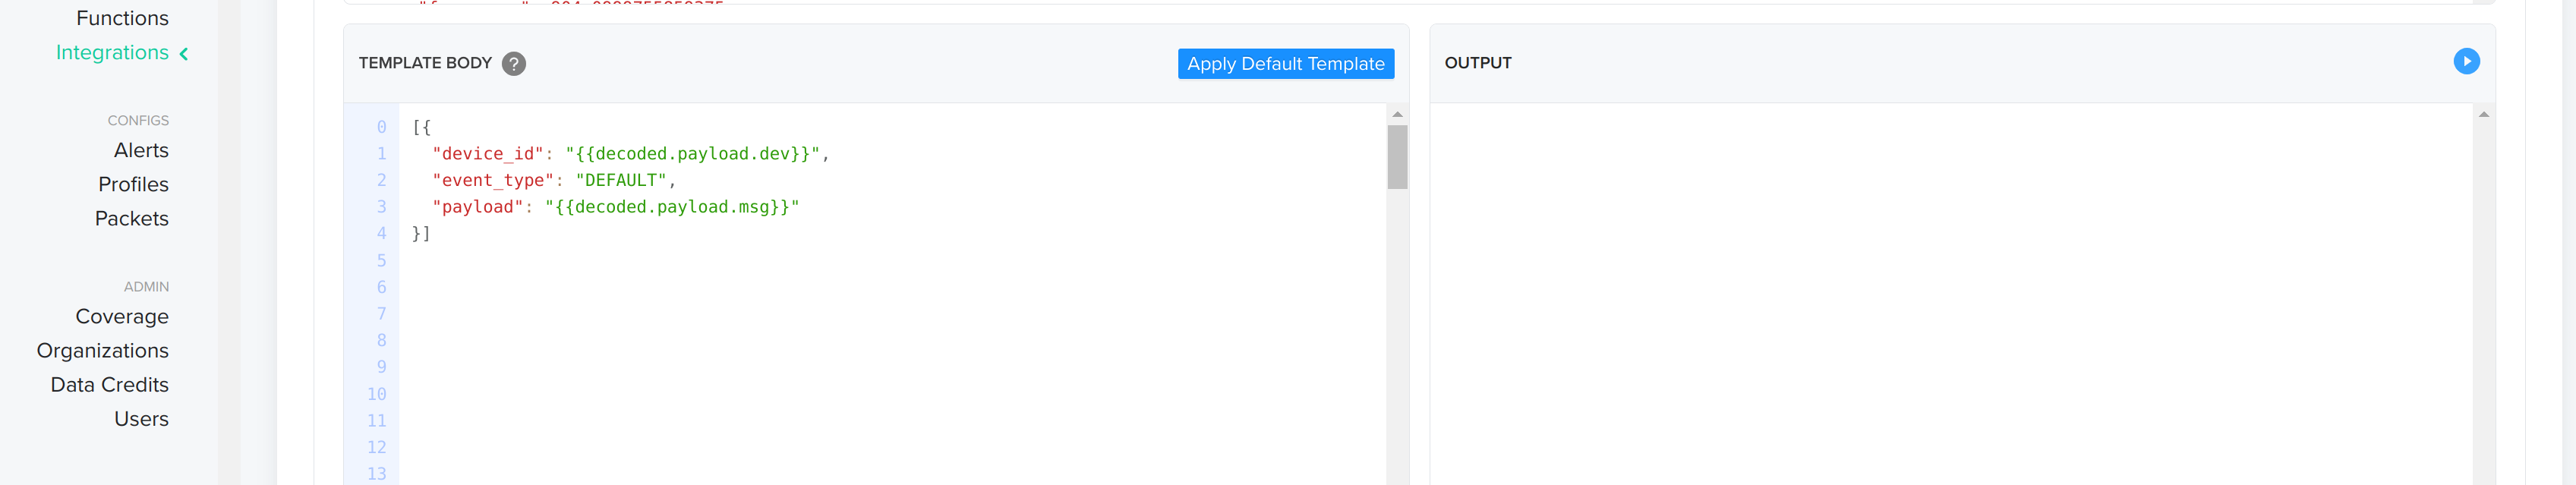 Functions
Integrations
CONFIGS
Alerts
Profiles
Packets
ADMIN
Coverage
Organizations
Data Credits
Users
TEMPLATE BODY ?
Apply Default Template
0 [{
1 "device_id": "{{decoded.payload.dev}}",
2 "event_type": "DEFAULT",
3 "payload": "{{decoded.payload.msg}}"
4 }]
5
6
7
8
9
10
11
12
13
OUTPUT